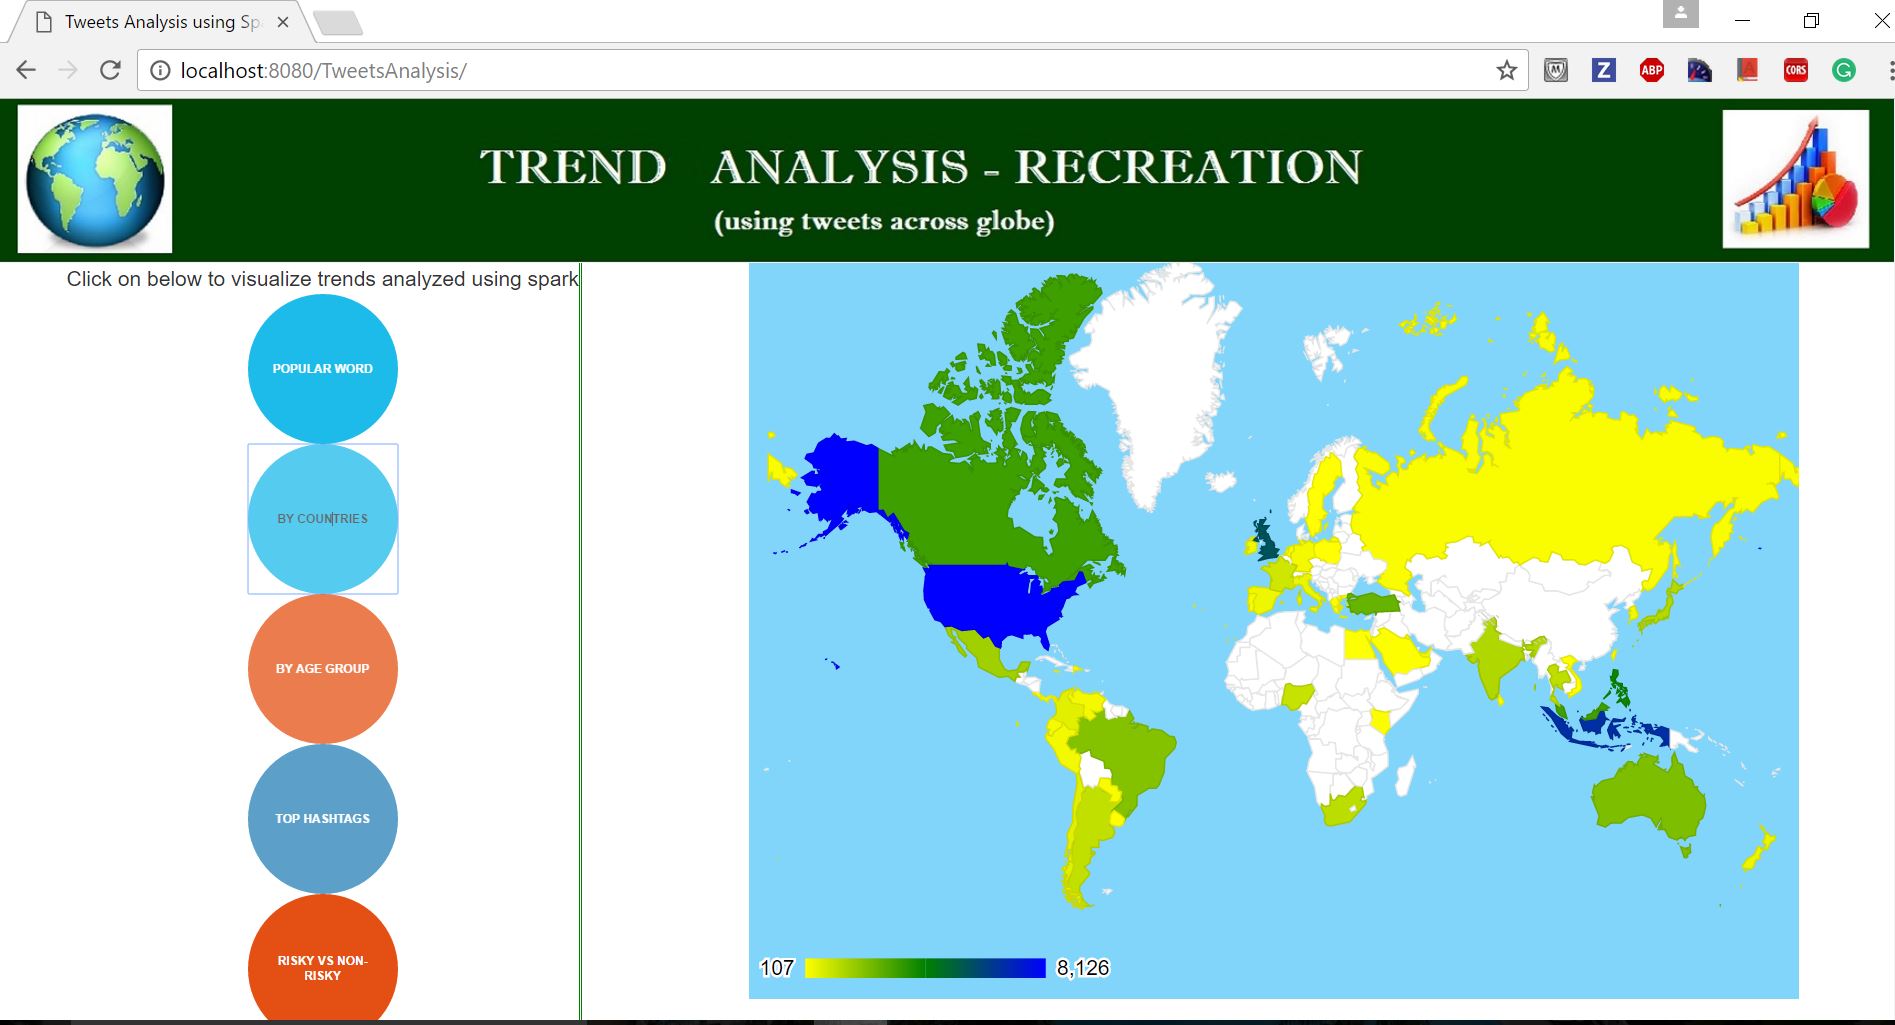 Tweets Analysis using Sp
localhost:8080/TweetsAnalysis/
Z
ABP
A
CORS
G
TREND ANALYSIS - RECREATION
(using tweets across globe)
Click on below to visualize trends analyzed using spark
POPULAR WORD
BY COUNTRIES
BY AGE GROUP
TOP HASHTAGS
RISKY VS NON-
RISKY
107
8,126